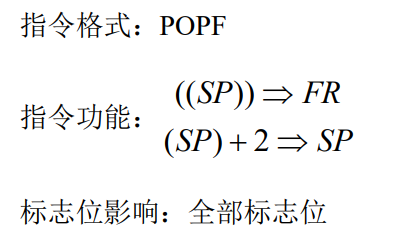 指令格式：POPF
((SP)) ⇒ FR
指令功能：
(SP) + 2 ⇒ SP
标志位影响：全部标志位